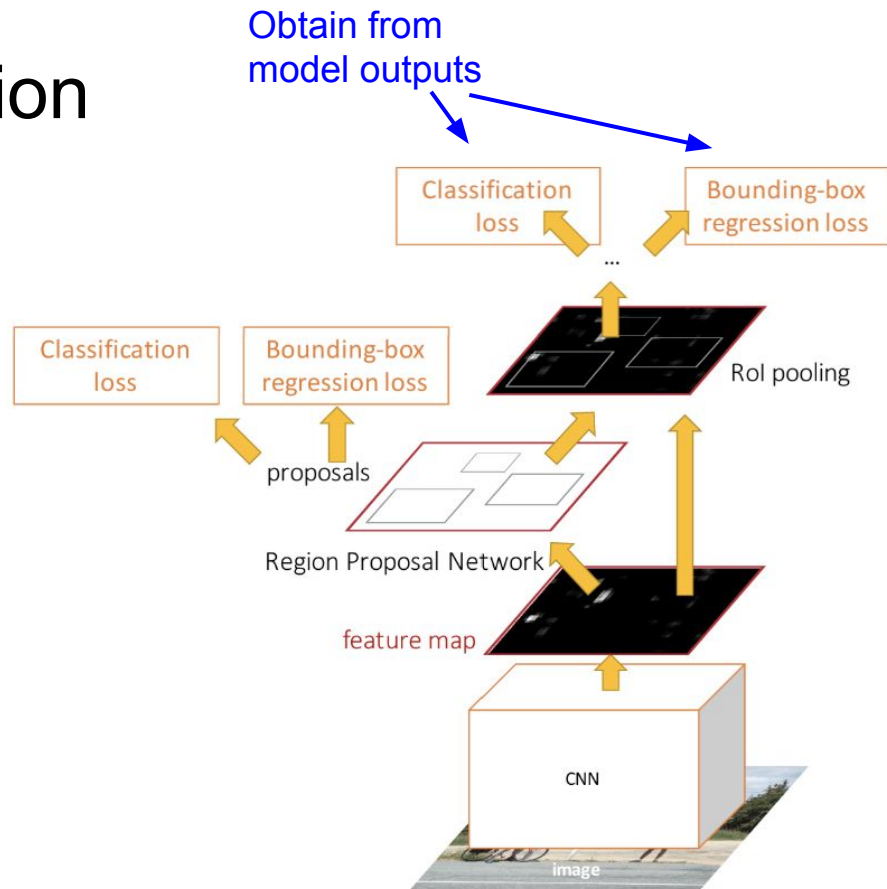 Obtain from
model outputs
ion
Classification
loss
Bounding-box
regression loss
...
Classification
loss
Bounding-box
regression loss
RoI pooling
proposals
Region Proposal Network
feature map
CNN
image